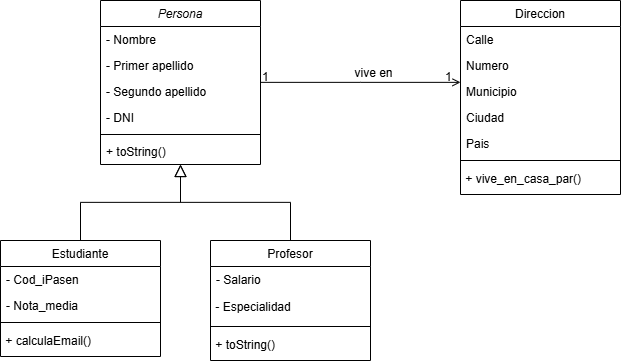 Persona
- Nombre
- Primer apellido
- Segundo apellido
- DNI
+ toString()
1
vive en
1
Direccion
Calle
Numero
Municipio
Ciudad
Pais
+ vive_en_casa_par()
Estudiante
- Cod_iPasen
- Nota_media
+ calculaEmail()
Profesor
- Salario
- Especialidad
+ toString()